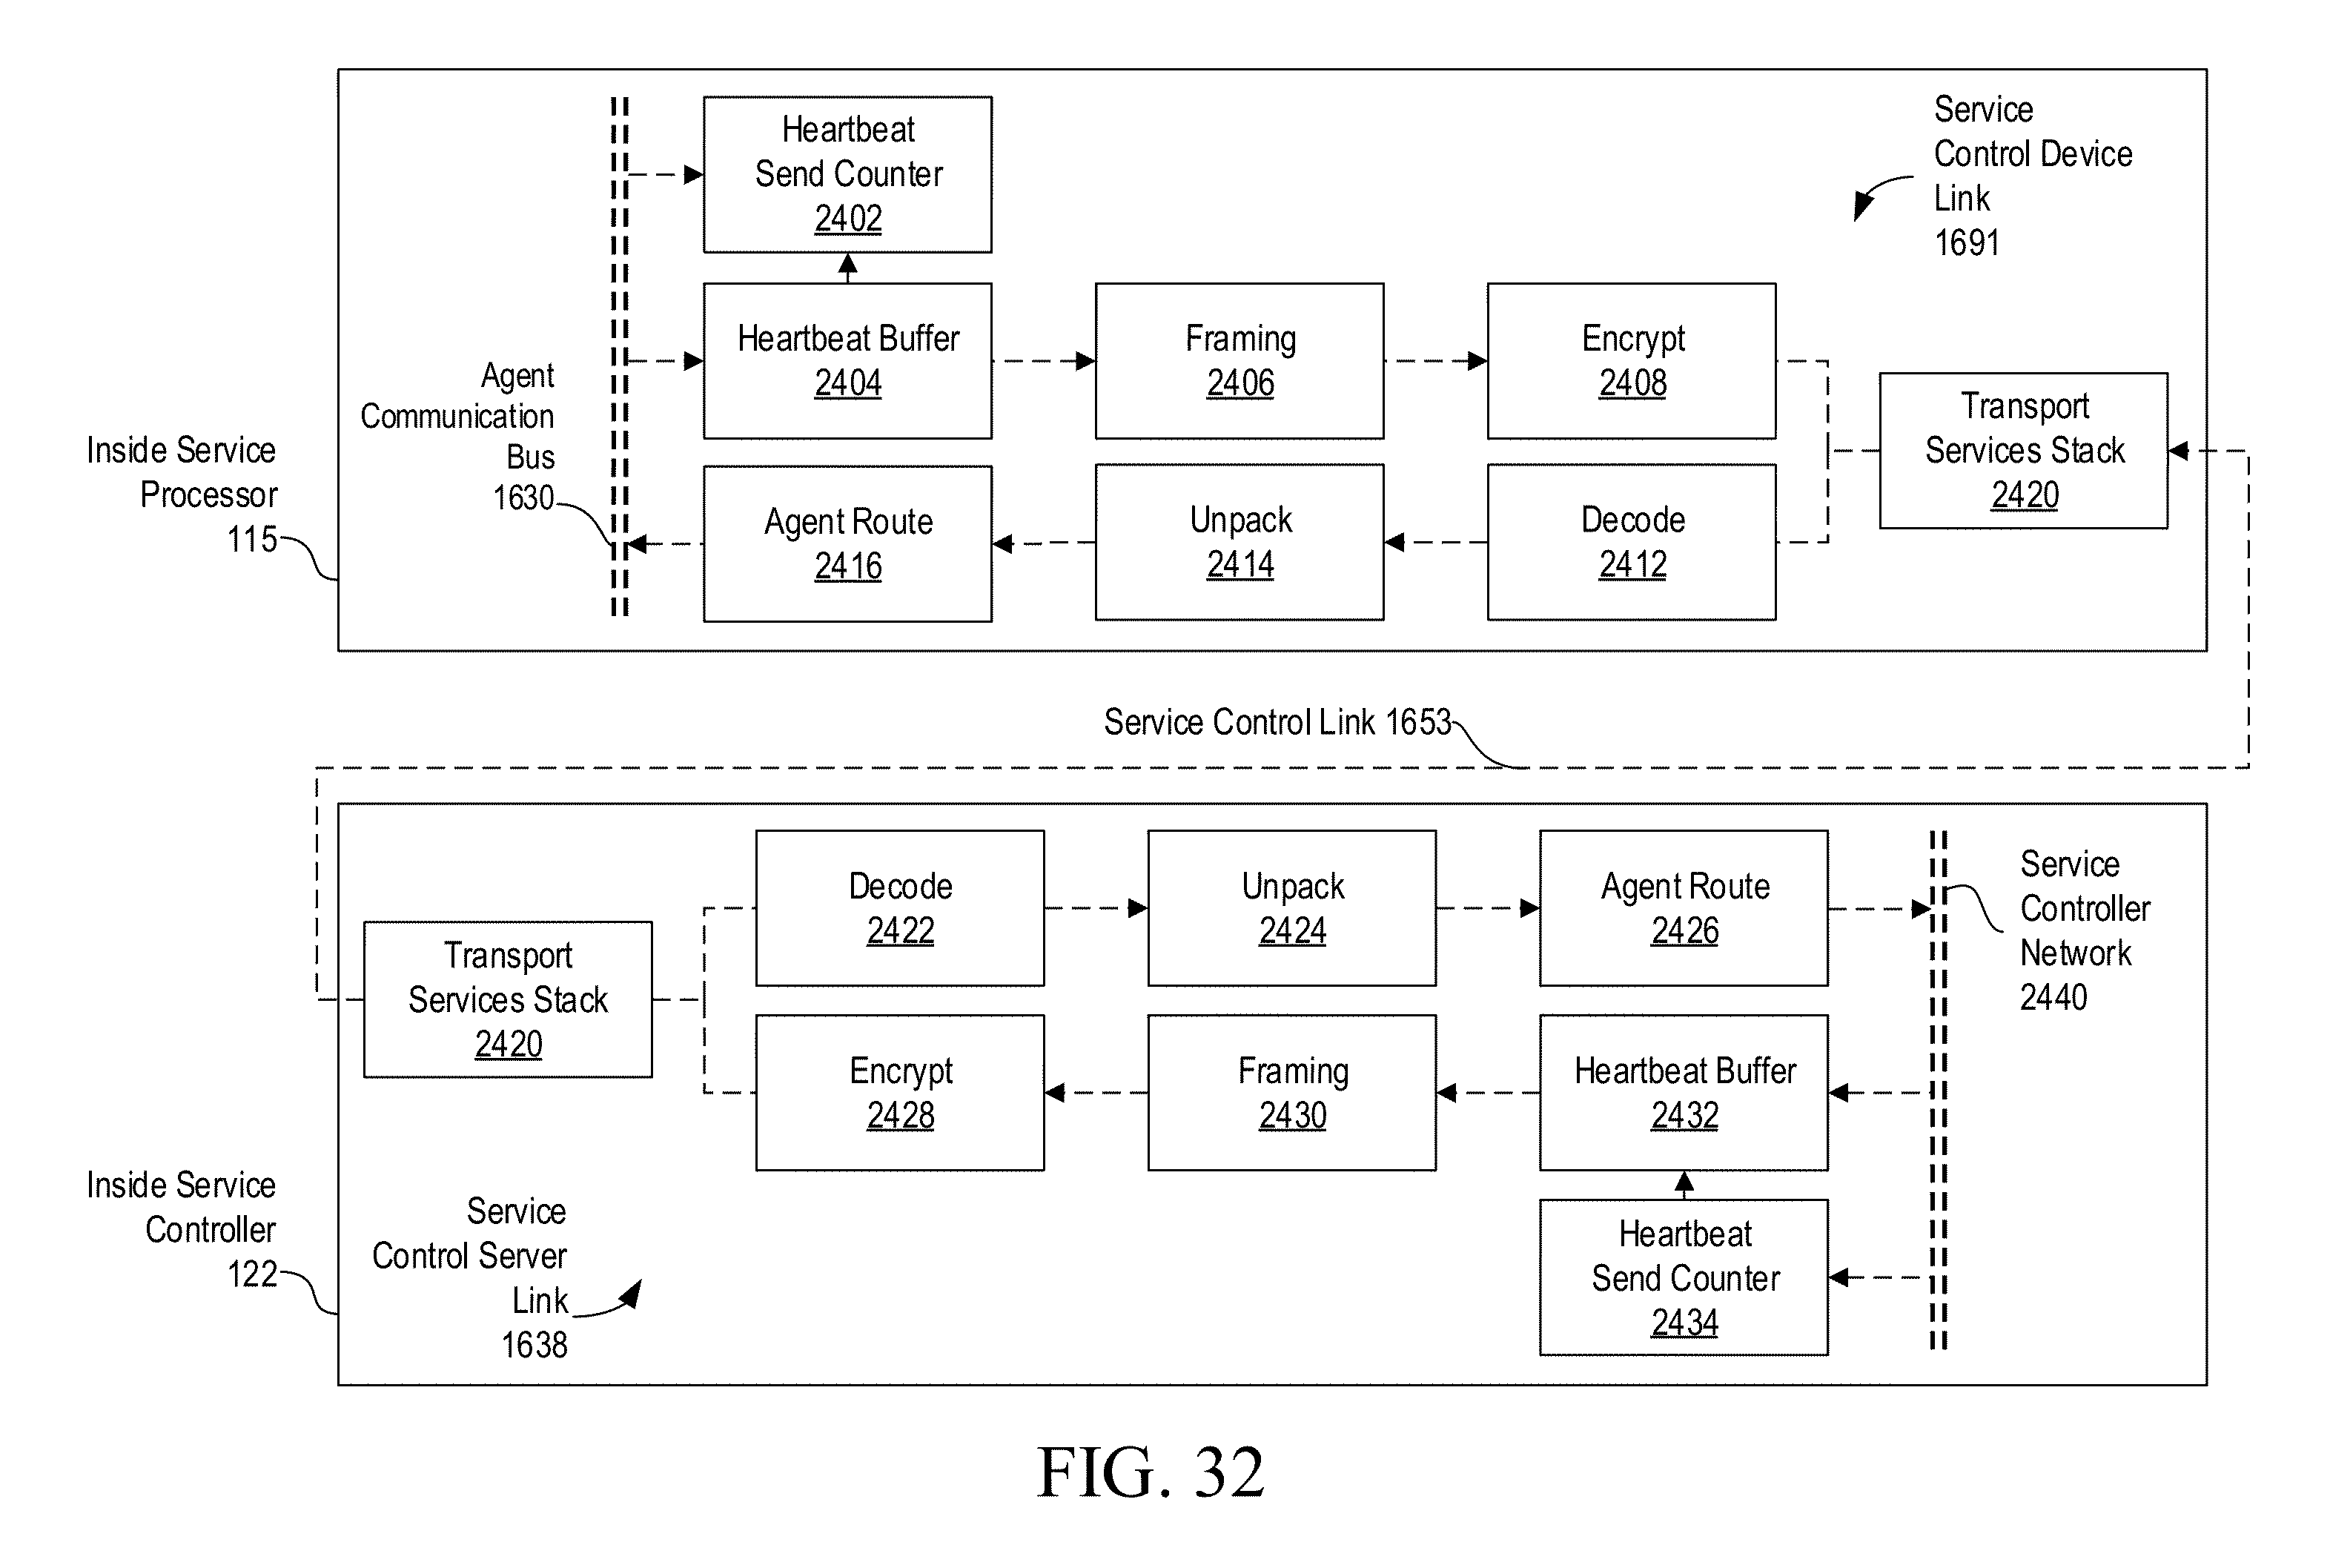 Heartbeat
Send Counter
2402
Service
Control Device
Link
1691
Heartbeat Buffer
2404
Framing
2406
Encrypt
2408
Agent
Communication
Bus
1630
Transport
Services Stack
2420
Inside Service
Processor
115
Agent Route
2416
Unpack
2414
Decode
2412
Service Control Link 1653
Decode
2422
Unpack
2424
Agent Route
2426
Service
Controller
Network
2440
Transport
Services Stack
2420
Encrypt
2428
Framing
2430
Heartbeat Buffer
2432
Inside Service
Controller
122
Service
Control Server
Link
1638
Heartbeat
Send Counter
2434
FIG. 32